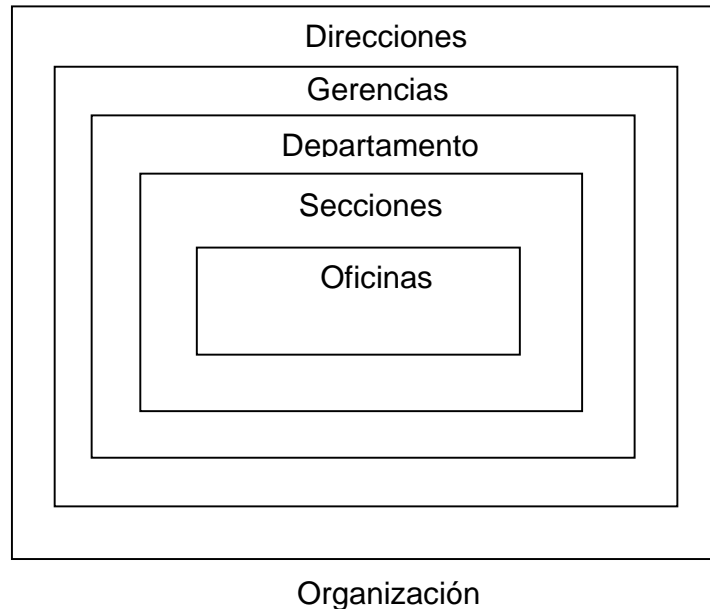 Direcciones
Gerencias
Departamento
Secciones
Oficinas
Organización